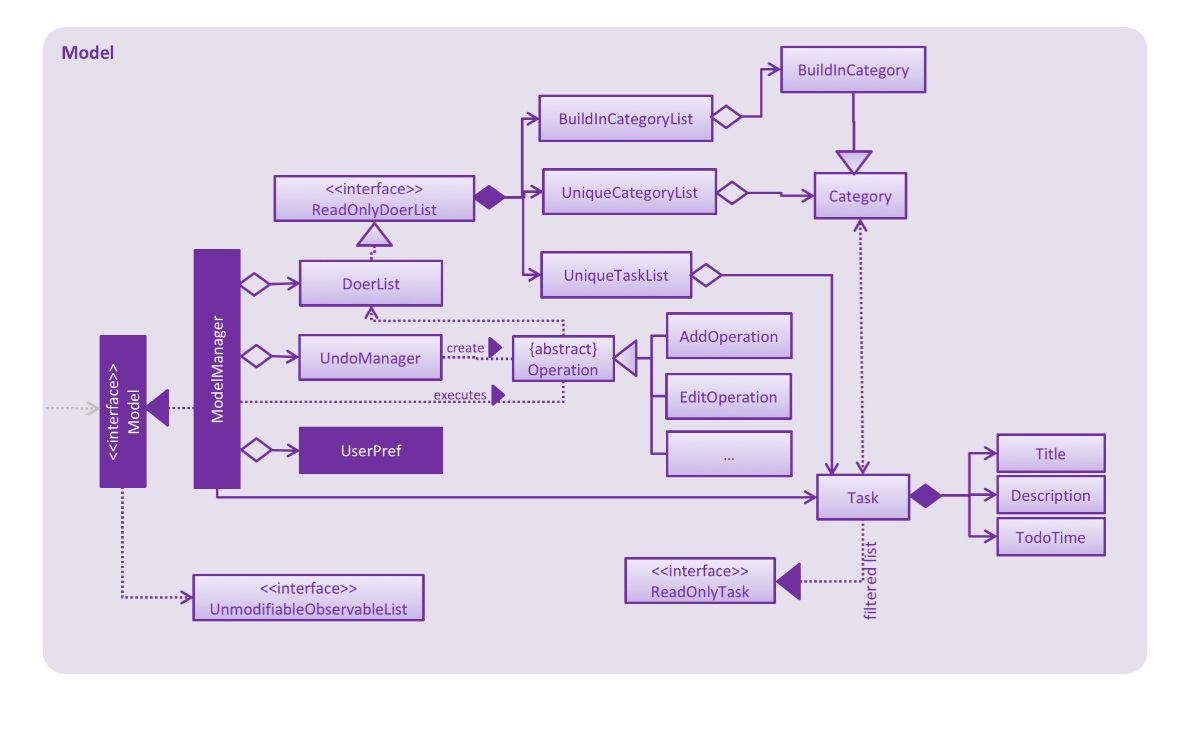 Model
BuildInCategory
BuildInCategoryList
<<interface>>
ReadOnlyDoerList
UniqueCategoryList
Category
DoerList
UniqueTaskList
ModelManager
<<interface>>
Model
UndoManager
create
{abstract}
Operation
AddOperation
executes
EditOperation
UserPref
...
Title
Task
Description
TodoTime
filtered list
<<interface>>
ReadOnlyTask
<<interface>>
UnmodifiableObservableList